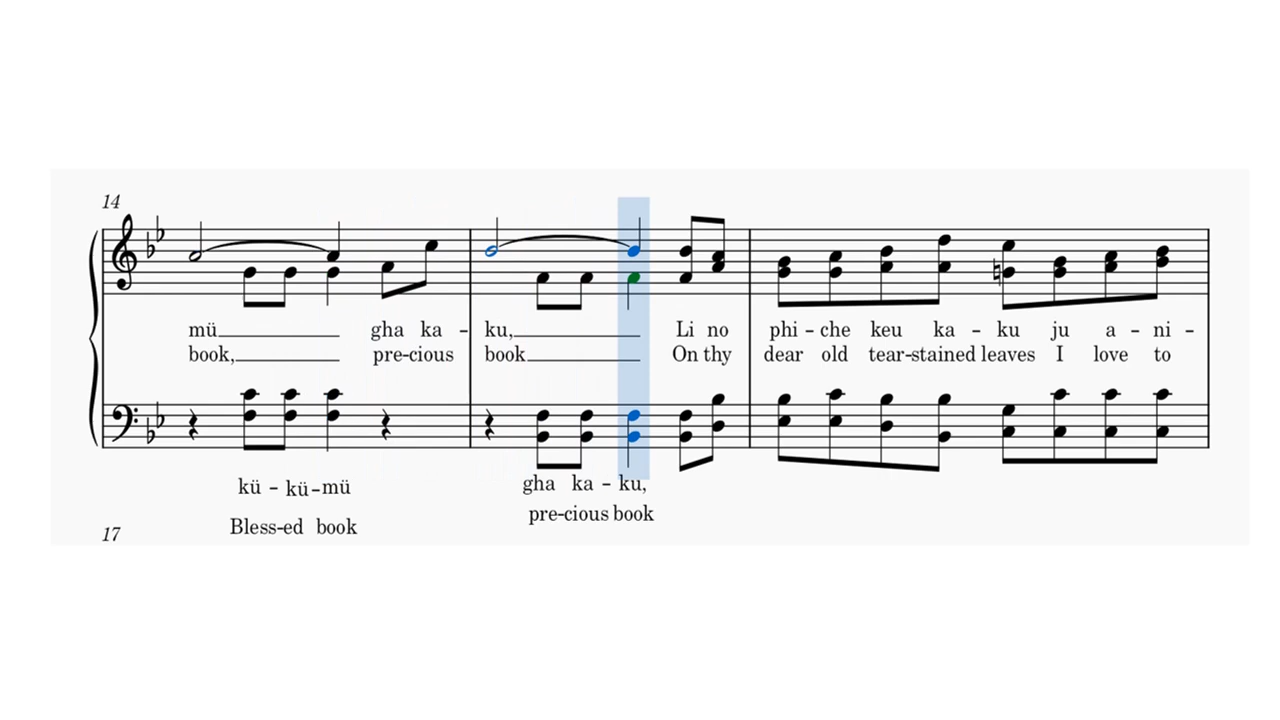 14
mü gha ka - ku, Li no phi - che keu ka - ku ju a - ni -
book, pre-cious book On thy dear old tear-stained leaves I love to
kü - kü-mü gha ka - ku,
Bless-ed book pre-cious book
17